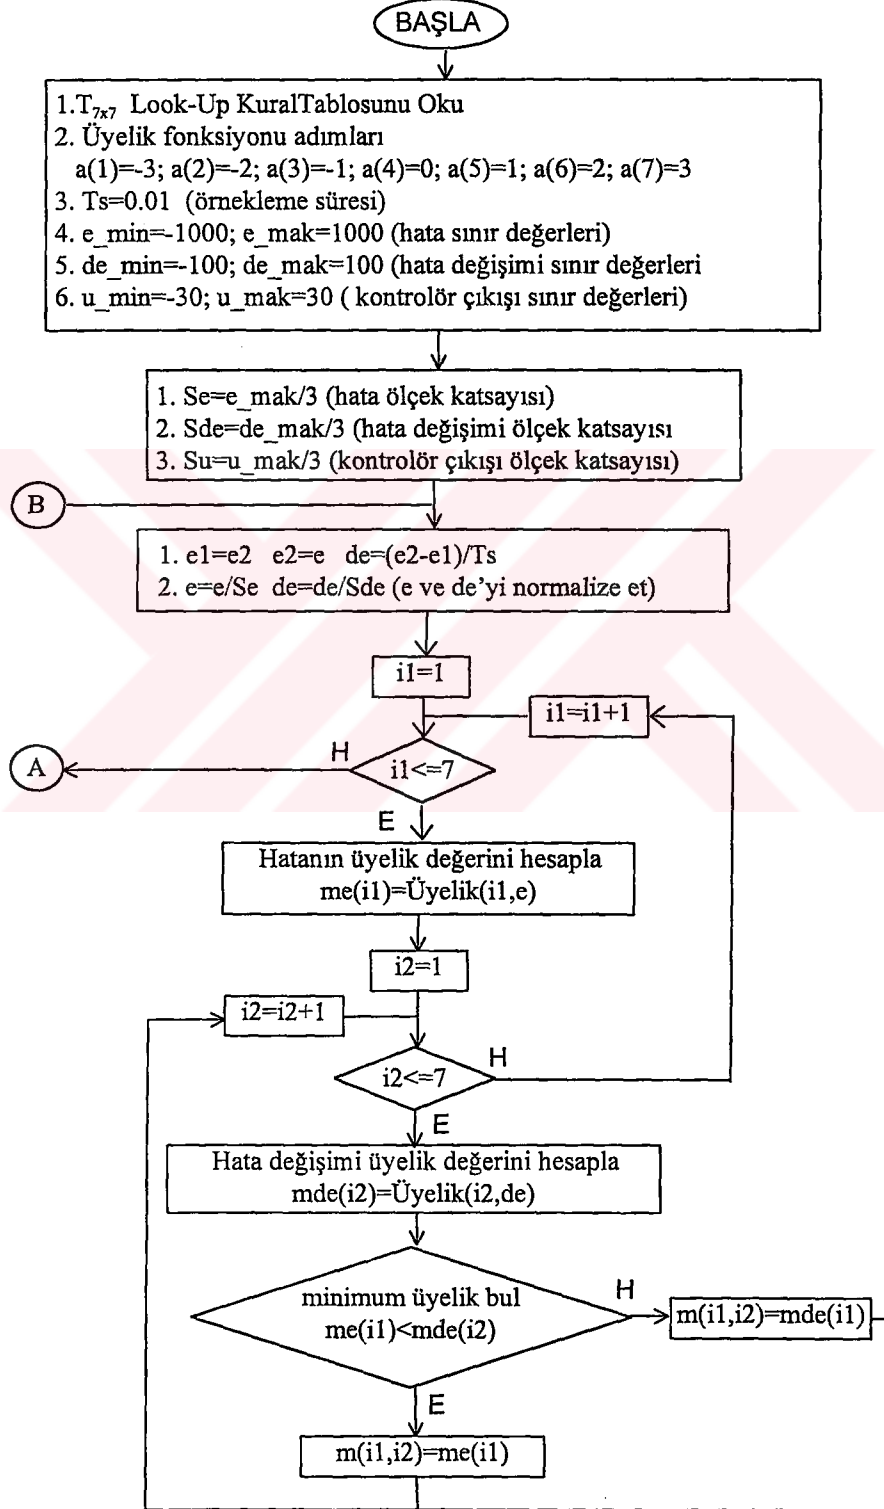 BAŞLA
1.T7x7 Look-Up KuralTablosunu Oku
2. Üyelik fonksiyonu adımları
a(1)=-3; a(2)=-2; a(3)=-1; a(4)=0; a(5)=1; a(6)=2; a(7)=3
3. Ts=0.01 (örnekleme süresi)
4. e_min=-1000; e_mak=1000 (hata sınır değerleri)
5. de_min=-100; de_mak=100 (hata değişimi sınır değerleri
6. u_min=-30; u_mak=30 ( kontrolör çıkışı sınır değerleri)
1. Se=e_mak/3 (hata ölçek katsayısı)
2. Sde=de_mak/3 (hata değişimi ölçek katsayısı
3. Su=u_mak/3 (kontrolör çıkışı ölçek katsayısı)
B
1. e1=e2 e2=e de=(e2-e1)/Ts
2. e=e/Se de=de/Sde (e ve de’yi normalize et)
i1=1
i1=i1+1
H
A
i1<=7
E
Hatanın üyelik değerini hesapla
me(i1)=Üyelik(i1,e)
i2=1
i2=i2+1
H
i2<=7
E
Hata değişimi üyelik değerini hesapla
mde(i2)=Üyelik(i2,de)
minimum üyelik bul
me(i1)<mde(i2)
H
m(i1,i2)=mde(i1)
E
m(i1,i2)=me(i1)